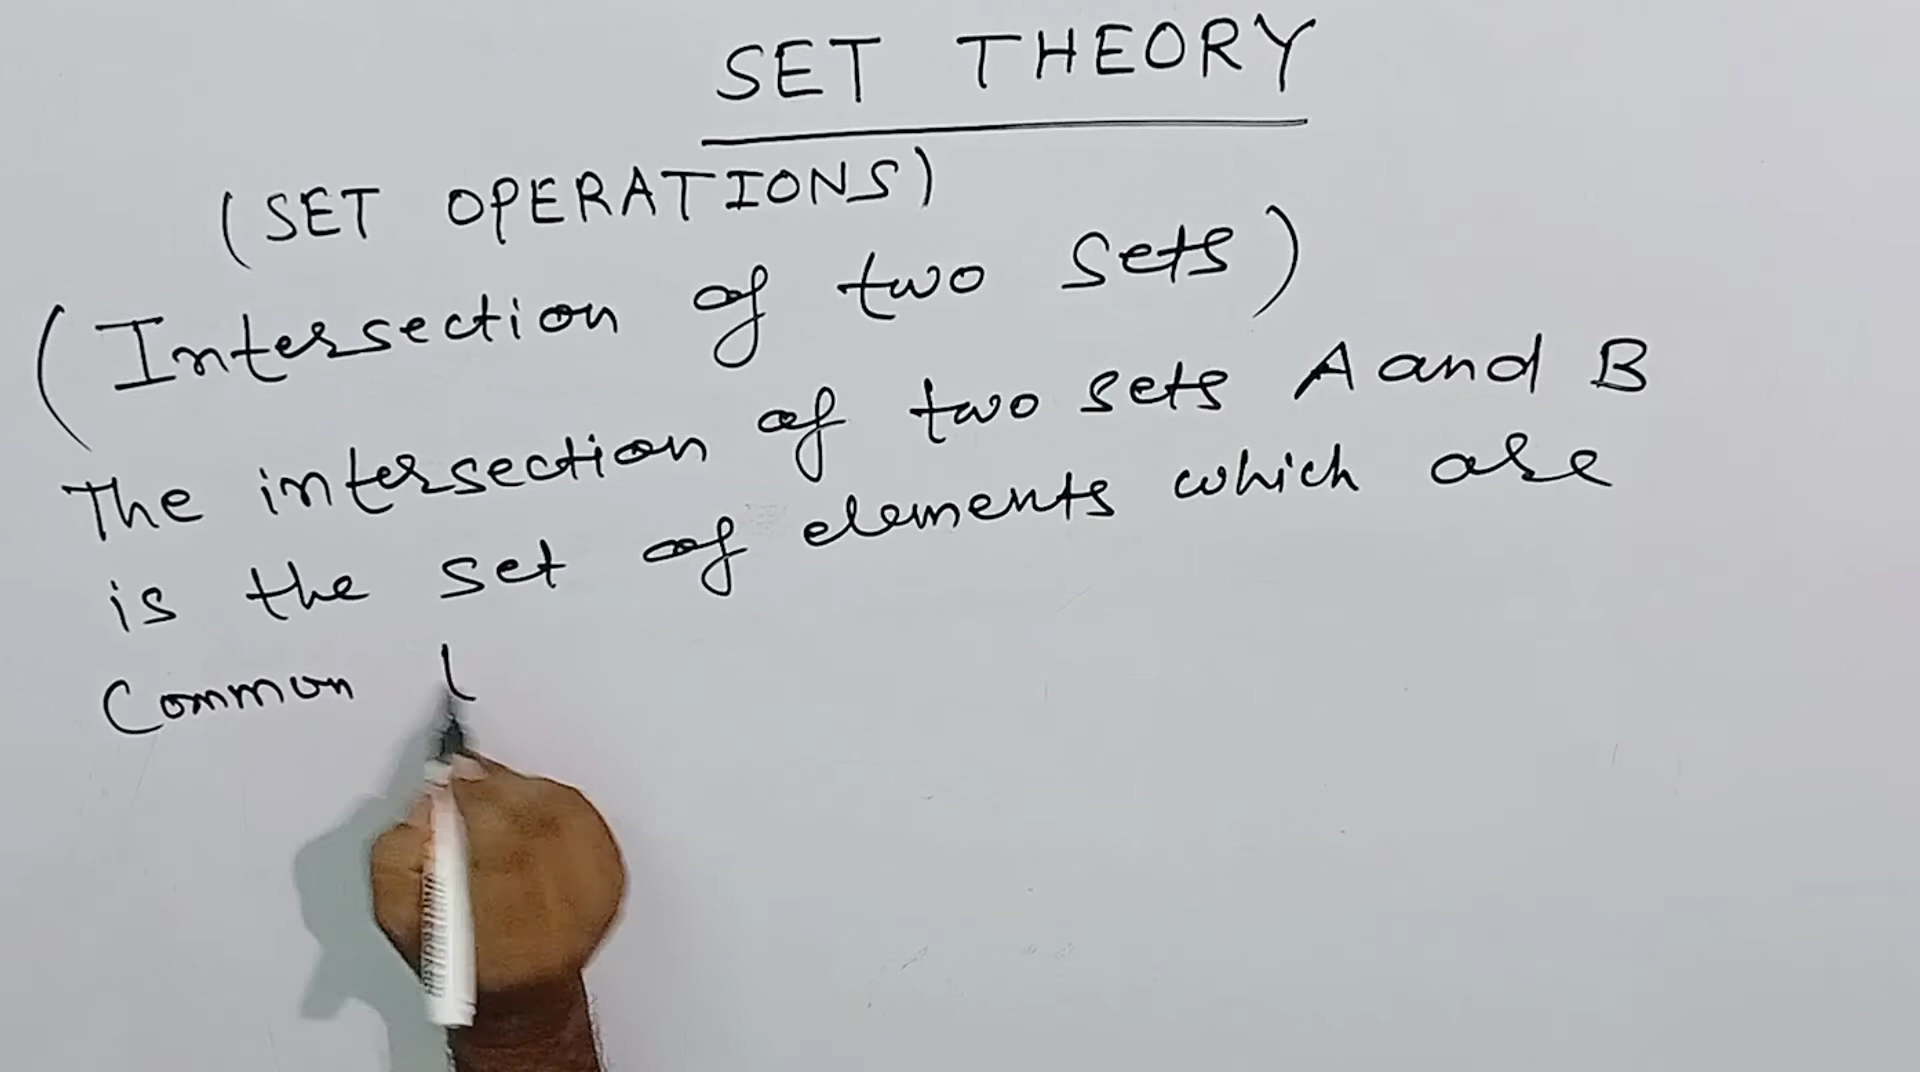 SET THEORY
(SET OPERATIONS)
(Intersection of two sets)
The intersection of two sets A and B
is the set of elements which are
Common